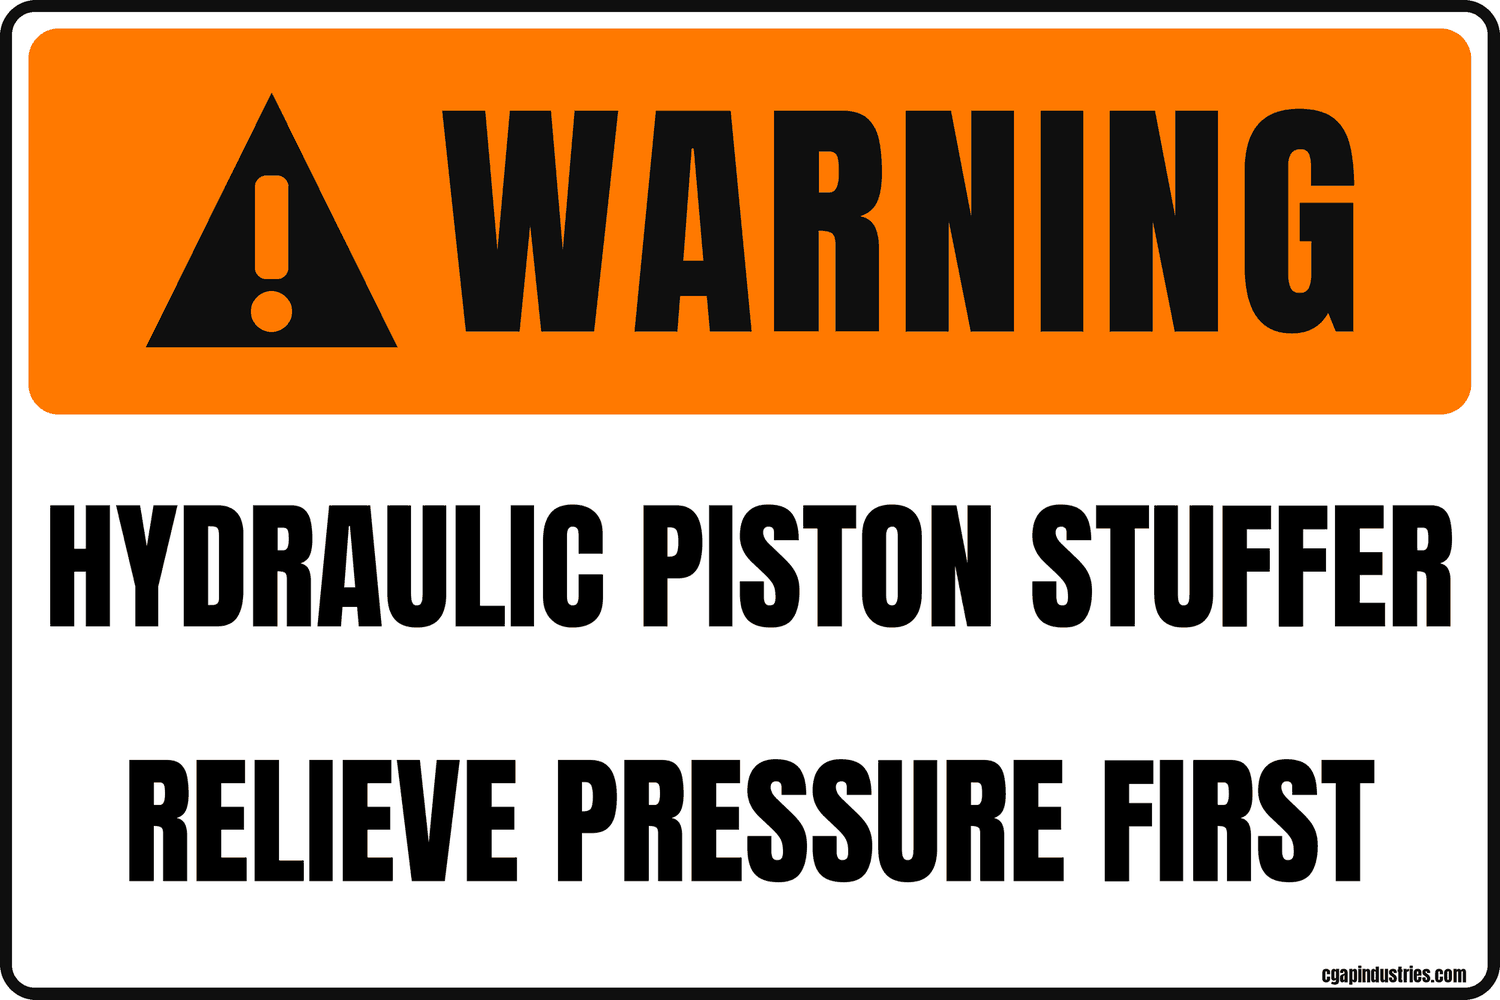 WARNING
HYDRAULIC PISTON STUFFER
RELIEVE PRESSURE FIRST
cgapindustries.com